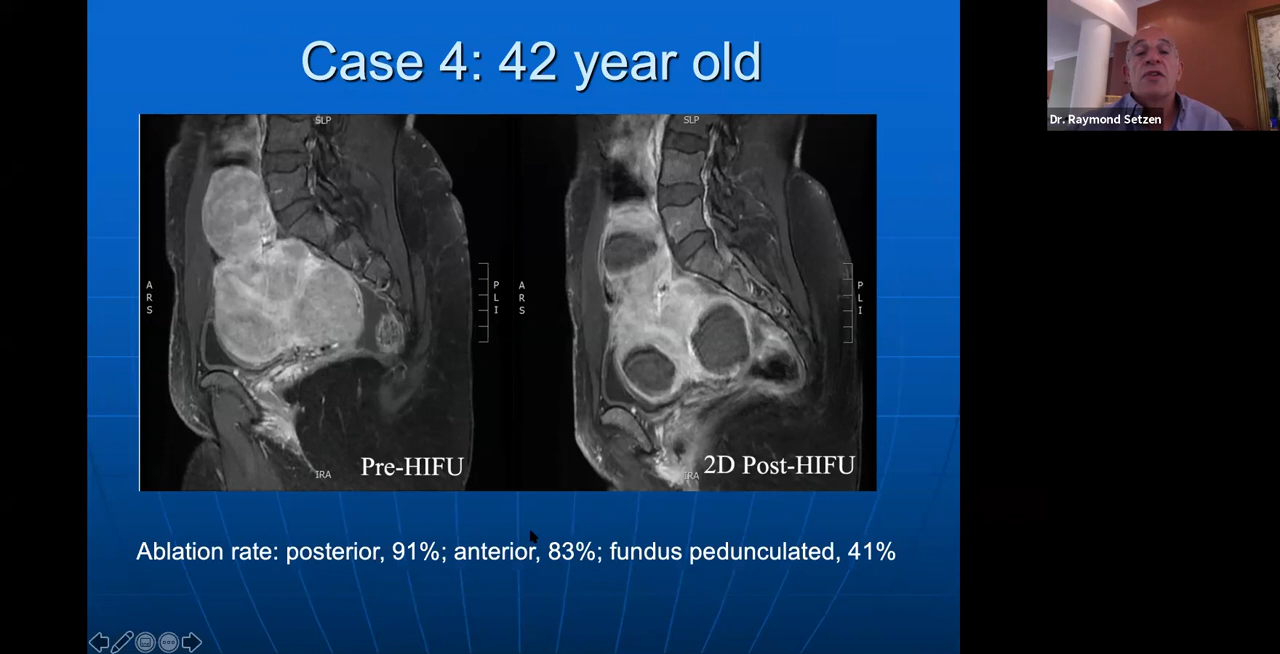 Case 4: 42 year old
Dr. Raymond Setzen
SLP
SLP
A
R
S
P
L
I
A
R
S
P
L
I
IRA
Pre-HIFU
IRA
2D Post-HIFU
Ablation rate: posterior, 91%; anterior, 83%; fundus pedunculated, 41%